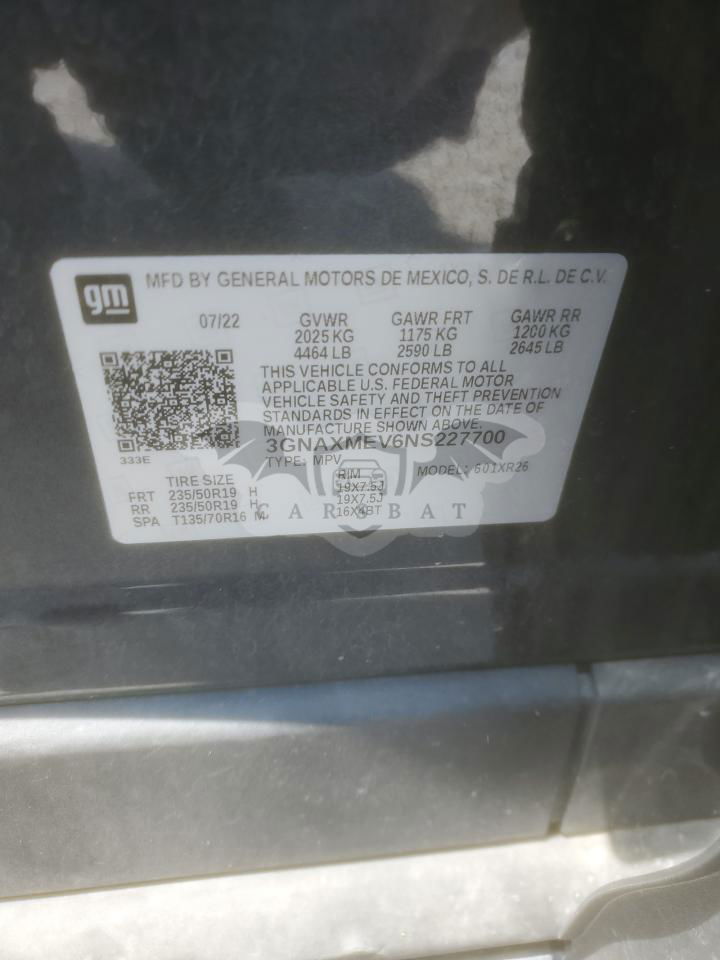 gm
MFD BY GENERAL MOTORS DE MEXICO, S. DE R.L. DE C.V.
07/22 GVWR GAWR FRT GAWR RR
2025 KG 1175 KG 1200 KG
4464 LB 2590 LB 2645 LB
THIS VEHICLE CONFORMS TO ALL
APPLICABLE U.S. FEDERAL MOTOR
VEHICLE SAFETY AND THEFT PREVENTION
STANDARDS IN EFFECT ON THE DATE OF
MANUFACTURE SHOWN ABOVE.
3GNAXMEV6NS227700
333E TYPE: MPV MODEL: 601XR26
TIRE SIZE RIM
FRT 235/50R19 H 19X7.5J
RR 235/50R19 H 19X7.5J
SPA T135/70R16 M 16X4BT
CARSBAT